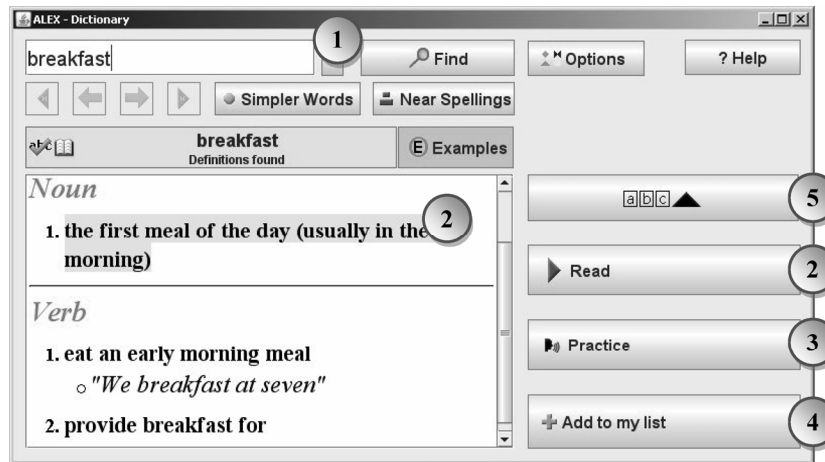 ALEX - Dictionary
1
breakfast
Find
Options
? Help
Simpler Words
Near Spellings
abc
breakfast
Definitions found
E Examples
Noun
1. the first meal of the day (usually in the
morning)
2
Verb
1. eat an early morning meal
"We breakfast at seven"
2. provide breakfast for
abc
5
Read
2
Practice
3
Add to my list
4